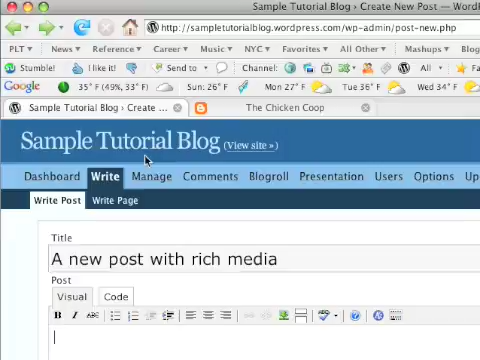 Sample Tutorial Blog › Create New Post — WordPr
http://sampletutorialblog.wordpress.com/wp-admin/post-new.php
PLT News Reference Career Music NYC Favorites All Other Mashups Blog
Stumble! I like it! Send to Channel:
Google 35° F (49%, 33° F) Sun: 26° F Mon 27° F Tue 36° F Wed 34° F
Sample Tutorial Blog › Create ... The Chicken Coop
Sample Tutorial Blog (View site »)
Dashboard Write Manage Comments Blogroll Presentation Users Options Up
Write Post Write Page
Title
A new post with rich media
Post
Visual Code
B I ABC ABC